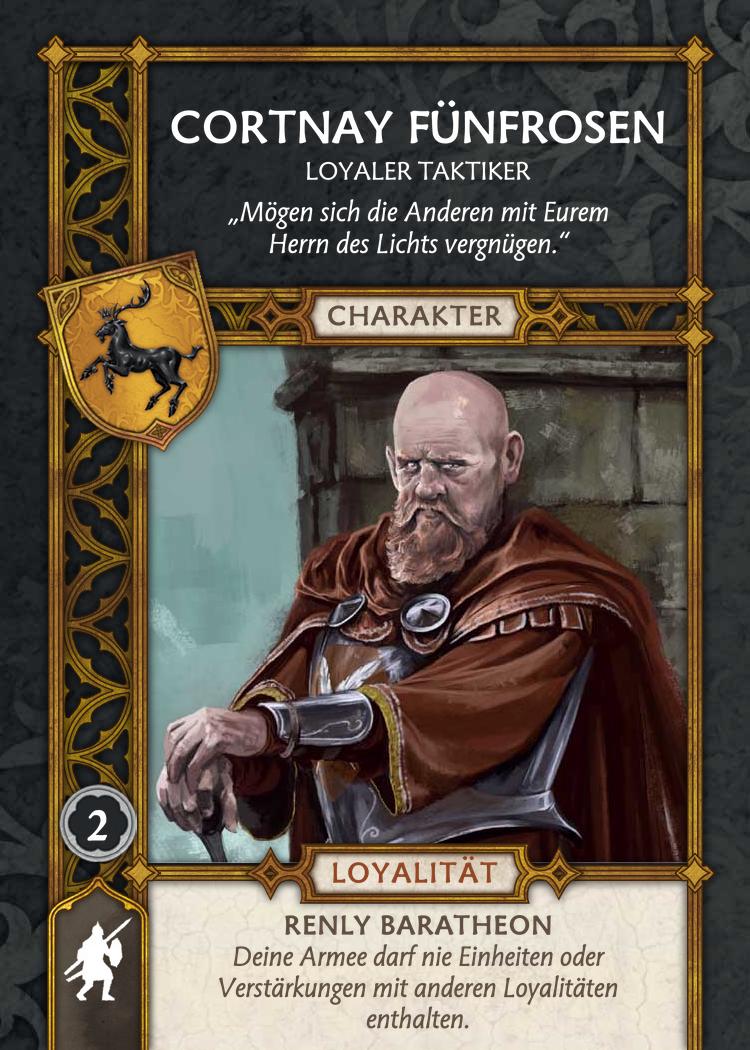 CORTNAY FÜNFROSEN
LOYALER TAKTIKER
„Mögen sich die Anderen mit Eurem
Herrn des Lichts vergnügen.“
CHARAKTER
2
LOYALITÄT
RENLY BARATHEON
Deine Armee darf nie Einheiten oder
Verstärkungen mit anderen Loyalitäten
enthalten.